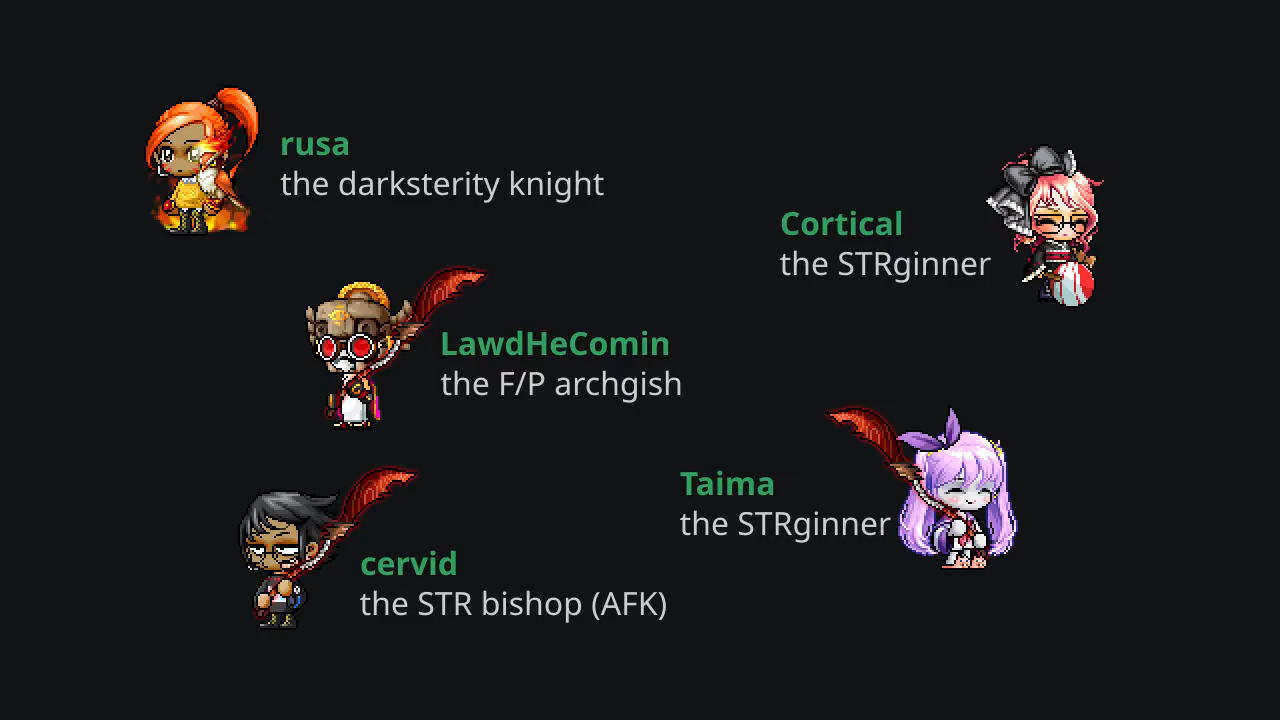 rusa
the darksterity knight
Cortical
the STRginner
LawdHeComin
the F/P archgish
Taima
the STRginner
cervid
the STR bishop (AFK)